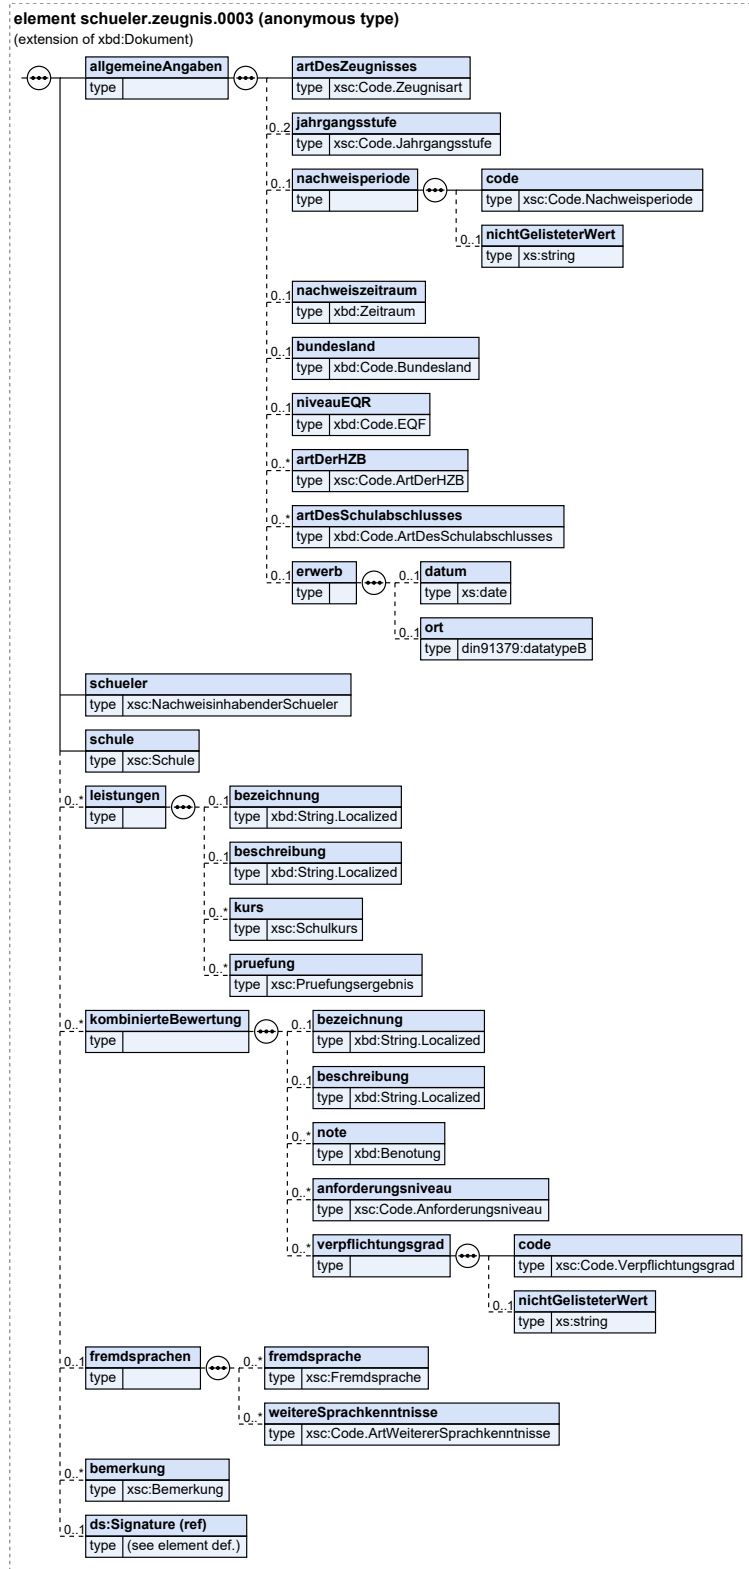 element schueler.zeugnis.0003 (anonymous type)
(extension of xbd:Dokument)
allgemeineAngaben
type
artDesZeugnisses
type xsc:Code.Zeugnisart
0..2
jahrgangsstufe
type xsc:Code.Jahrgangsstufe
0..1
nachweisperiode
type
code
type xsc:Code.Nachweisperiode
0..1
nichtGelisteterWert
type xs:string
0..1
nachweiszeitraum
type xbd:Zeitraum
0..1
bundesland
type xbd:Code.Bundesland
0..1
niveauEQR
type xbd:Code.EQF
0..*
artDerHZB
type xsc:Code.ArtDerHZB
0..*
artDesSchulabschlusses
type xbd:Code.ArtDesSchulabschlusses
0..1
erwerb
type
0..1
datum
type xs:date
0..1
ort
type din91379:datatypeB
schueler
type xsc:NachweisinhabenderSchueler
schule
type xsc:Schule
0..*
leistungen
type
0..1
bezeichnung
type xbd:String.Localized
0..1
beschreibung
type xbd:String.Localized
0..*
kurs
type xsc:Schulkurs
0..*
pruefung
type xsc:Pruefungsergebnis
0..*
kombinierteBewertung
type
0..1
bezeichnung
type xbd:String.Localized
0..1
beschreibung
type xbd:String.Localized
0..*
note
type xbd:Benotung
0..*
anforderungsniveau
type xsc:Code.Anforderungsniveau
0..*
verpflichtungsgrad
type
code
type xsc:Code.Verpflichtungsgrad
0..1
nichtGelisteterWert
type xs:string
0..1
fremdsprachen
type
0..*
fremdsprache
type xsc:Fremdsprache
0..*
weitereSprachkenntnisse
type xsc:Code.ArtWeitererSprachkenntnisse
0..*
bemerkung
type xsc:Bemerkung
0..1
ds:Signature (ref)
type (see element def.)